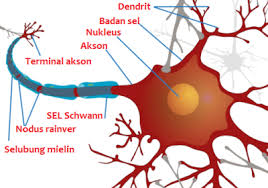 Dendrit
Badan sel
Nukleus
Akson
Terminal akson
SEL Schwann
Nodus rainver
Selubung mielin